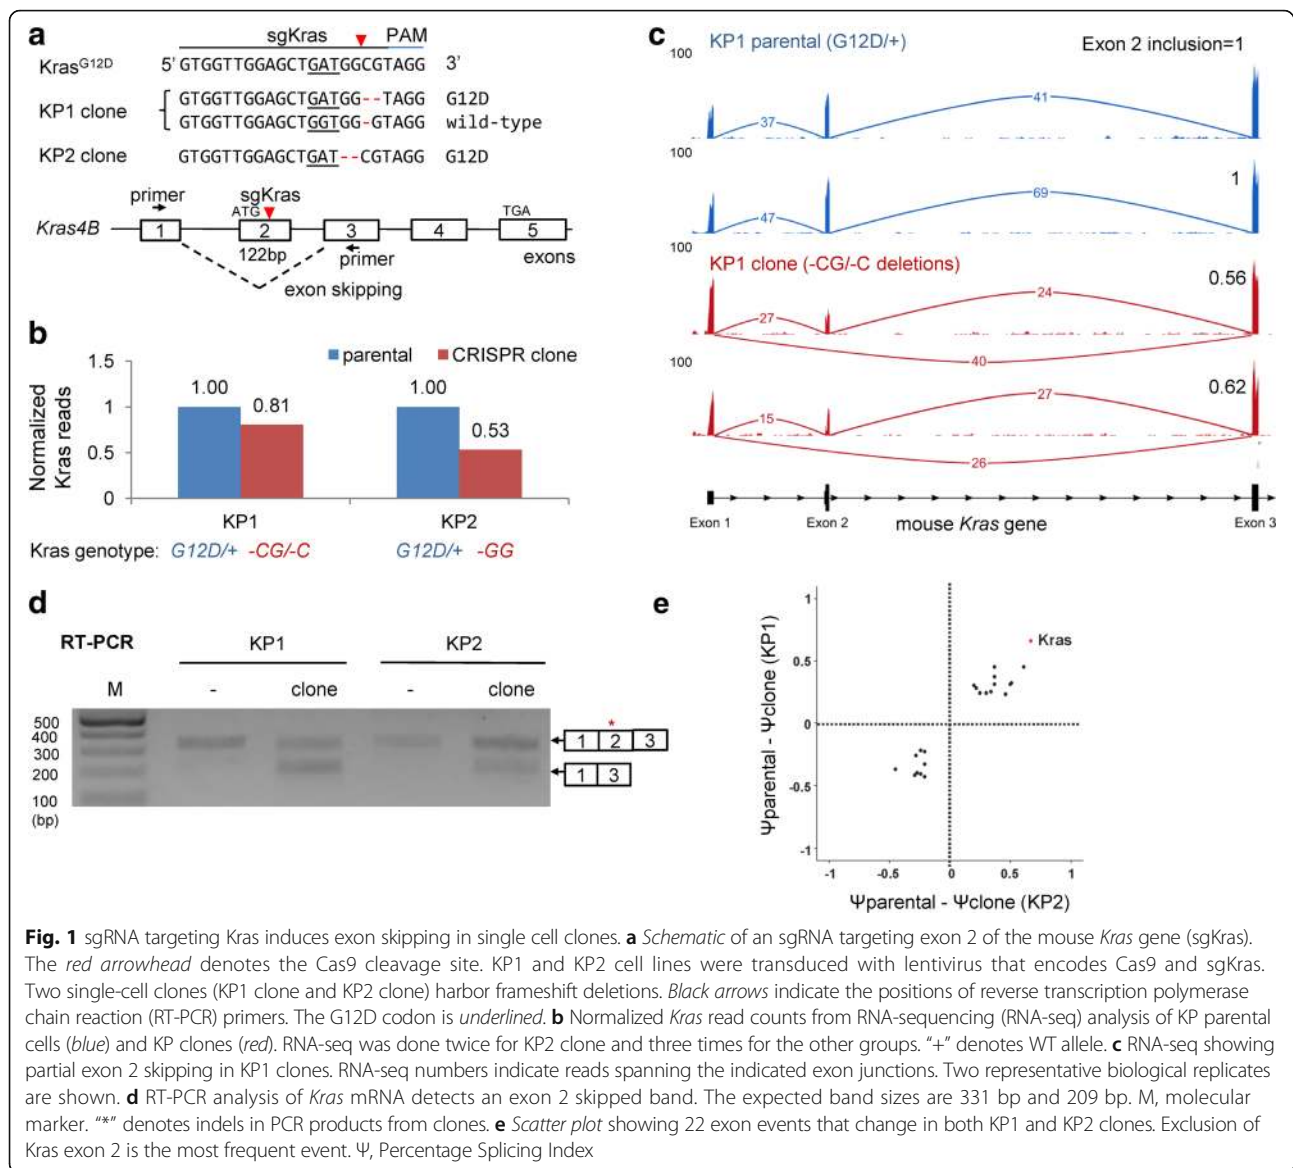 a
sgKras PAM
Kras^G12D 5' GTGGTTGGAGCTGATGGCGTAGG 3'
KP1 clone
GTGGTTGGAGCTGATGG--TAGG G12D
GTGGTTGGAGCTGGTGG-GTAGG wild-type
KP2 clone GTGGTTGGAGCTGAT--CGTAGG G12D
primer sgKras
ATG TGA
Kras4B 1 2 3 4 5
122bp primer exons
exon skipping
b
parental CRISPR clone
Normalized
Kras reads
1.5
1
0.5
0
1.00 0.81 1.00 0.53
KP1 KP2
Kras genotype: G12D/+ -CG/-C G12D/+ -GG
c
100 KP1 parental (G12D/+) Exon 2 inclusion=1
37 41
100 1
47 69
100 KP1 clone (-CG/-C deletions) 0.56
27 24
40
100 0.62
15 27
26
Exon 1 Exon 2 mouse Kras gene Exon 3
d
RT-PCR KP1 KP2
M - clone - clone
500
400
300
200
100
(bp)
*
1 2 3
1 3
e
Ψparental - Ψclone (KP1)
1
0.5
0
-0.5
-1
Kras
-1 -0.5 0 0.5 1
Ψparental - Ψclone (KP2)
Fig. 1 sgRNA targeting Kras induces exon skipping in single cell clones. a Schematic of an sgRNA targeting exon 2 of the mouse Kras gene (sgKras).
The red arrowhead denotes the Cas9 cleavage site. KP1 and KP2 cell lines were transduced with lentivirus that encodes Cas9 and sgKras.
Two single-cell clones (KP1 clone and KP2 clone) harbor frameshift deletions. Black arrows indicate the positions of reverse transcription polymerase
chain reaction (RT-PCR) primers. The G12D codon is underlined. b Normalized Kras read counts from RNA-sequencing (RNA-seq) analysis of KP parental
cells (blue) and KP clones (red). RNA-seq was done twice for KP2 clone and three times for the other groups. “+” denotes WT allele. c RNA-seq showing
partial exon 2 skipping in KP1 clones. RNA-seq numbers indicate reads spanning the indicated exon junctions. Two representative biological replicates
are shown. d RT-PCR analysis of Kras mRNA detects an exon 2 skipped band. The expected band sizes are 331 bp and 209 bp. M, molecular
marker. “*” denotes indels in PCR products from clones. e Scatter plot showing 22 exon events that change in both KP1 and KP2 clones. Exclusion of
Kras exon 2 is the most frequent event. Ψ, Percentage Splicing Index